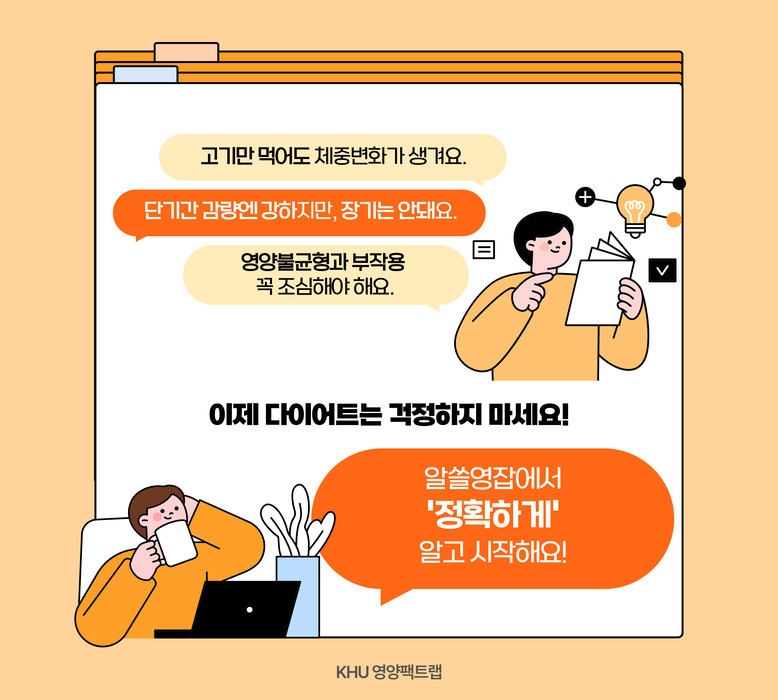 고기만 먹어도 체중변화가 생겨요.
단기간 감량엔 강하지만, 장기는 안돼요.
영양불균형과 부작용
꼭 조심해야 해요.
이제 다이어트는 걱정하지 마세요!
알쓸영잡에서
'정확하게'
알고 시작해요!
KHU 영양팩트랩